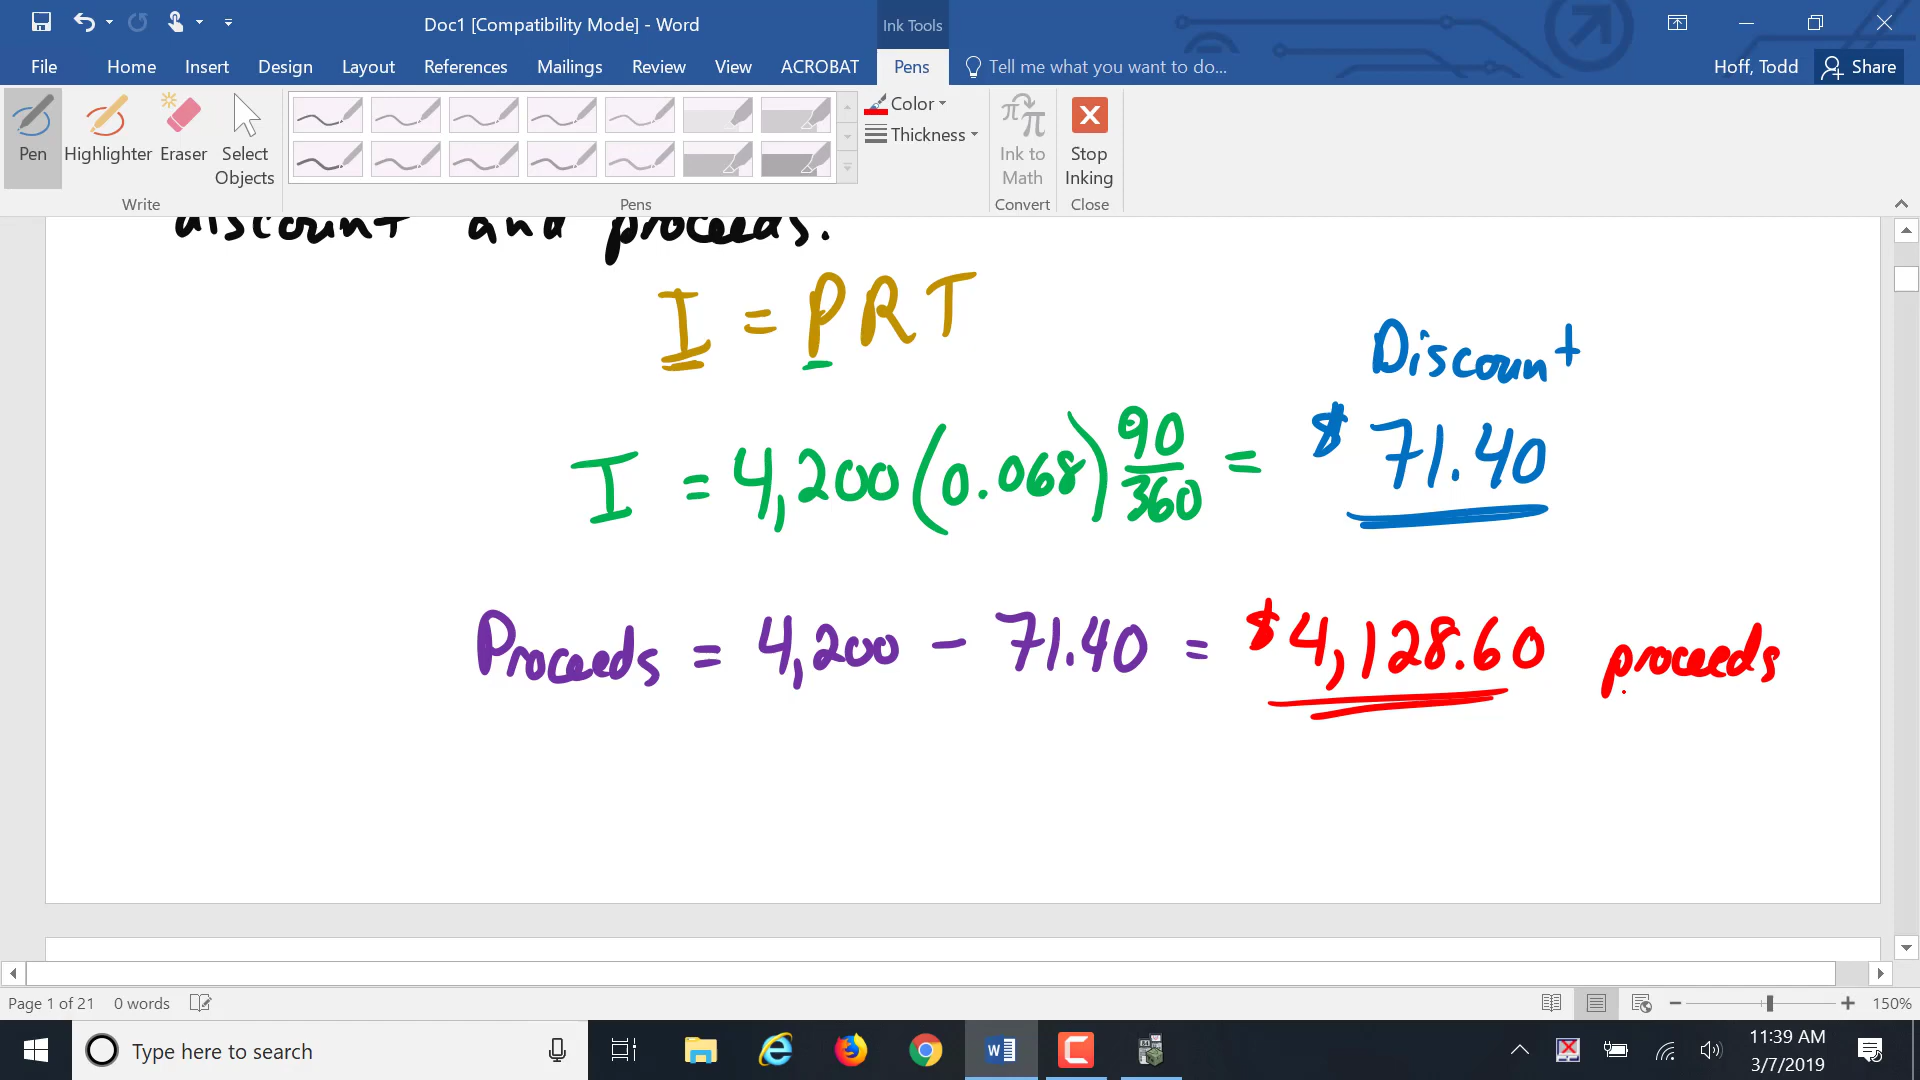 Doc1 [Compatibility Mode] - Word
Ink Tools
File Home Insert Design Layout References Mailings Review View ACROBAT Pens Tell me what you want to do... Hoff, Todd Share
Pen Highlighter Eraser Select Objects
Color
Thickness
Ink to Math
Stop Inking
Write Pens Convert Close
discount and proceeds.
I = PRT
Discount
I = 4,200 (0.068) 90/360 = $71.40
Proceeds = 4,200 - 71.40 = $4,128.60 proceeds
Page 1 of 21 0 words 150%
Type here to search
11:39 AM
3/7/2019